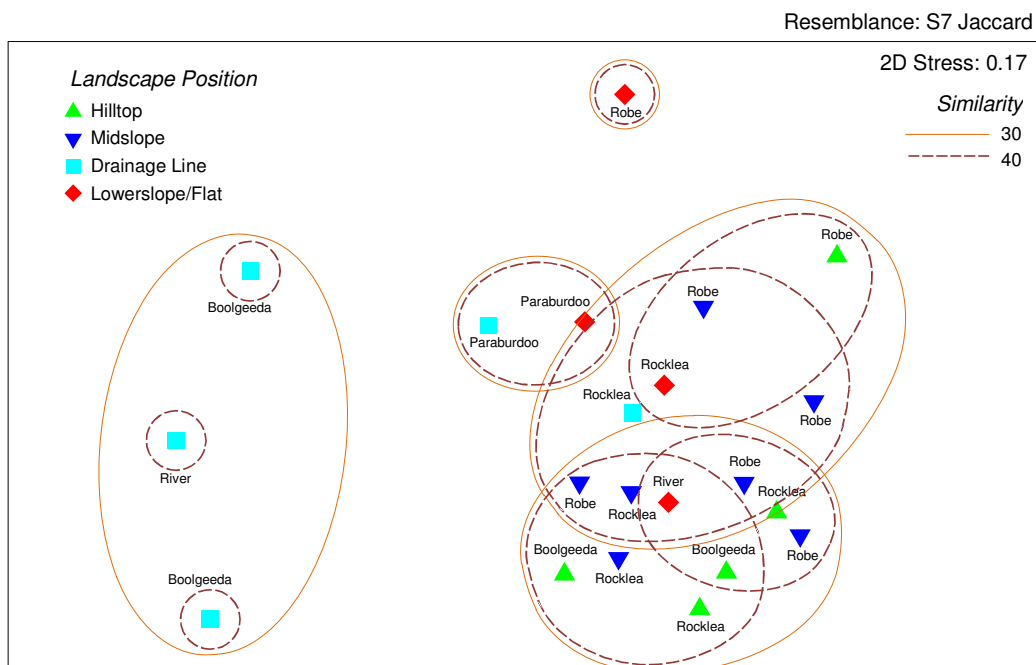 Resemblance: S7 Jaccard
2D Stress: 0.17
Landscape Position
Hilltop
Midslope
Drainage Line
Lowerslope/Flat
Similarity
30
40
Robe
Robe
Boolgeeda
Robe
Paraburdoo
Paraburdoo
Rocklea
Rocklea
Robe
River
Robe
River
Robe
Rocklea
Rocklea
Robe
Boolgeeda
Boolgeeda
Rocklea
Boolgeeda
Rocklea